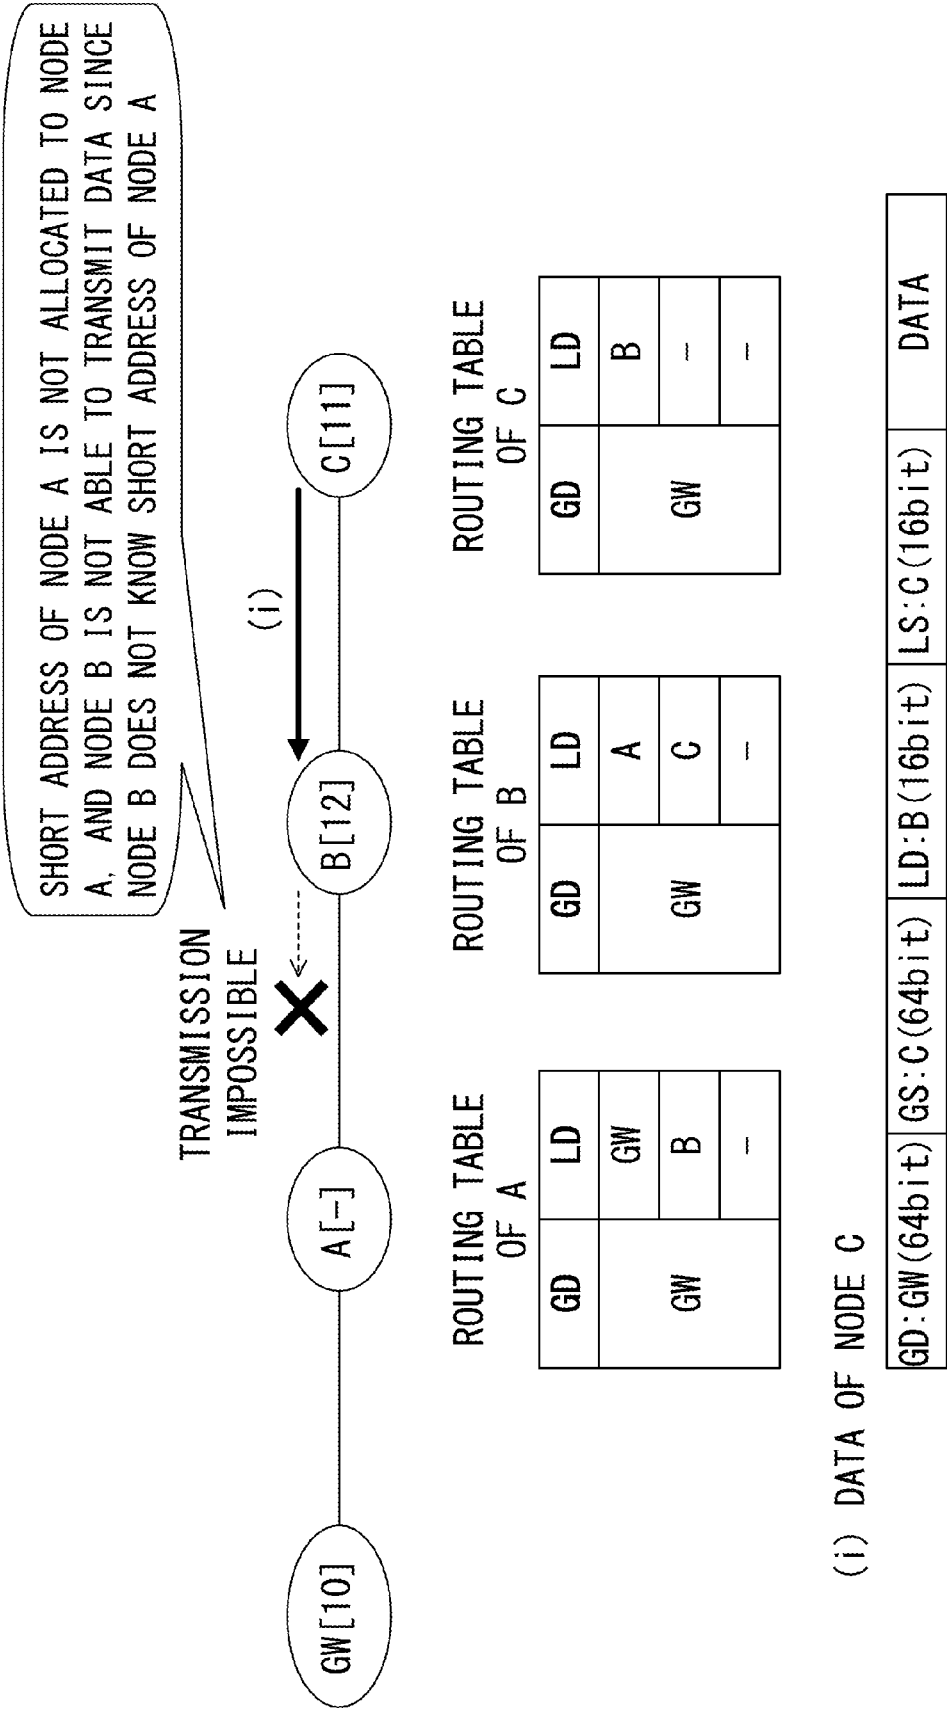 SHORT ADDRESS OF NODE A IS NOT ALLOCATED TO NODE
A, AND NODE B IS NOT ABLE TO TRANSMIT DATA SINCE
NODE B DOES NOT KNOW SHORT ADDRESS OF NODE A
TRANSMISSION
IMPOSSIBLE
(i)
GW[10]
A[-]
B[12]
C[11]
ROUTING TABLE
OF A
GD LD
GW GW
B
-
ROUTING TABLE
OF B
GD LD
GW A
C
-
ROUTING TABLE
OF C
GD LD
GW B
-
-
(i) DATA OF NODE C
GD:GW(64bit) GS:C(64bit) LD:B(16bit) LS:C(16bit) DATA